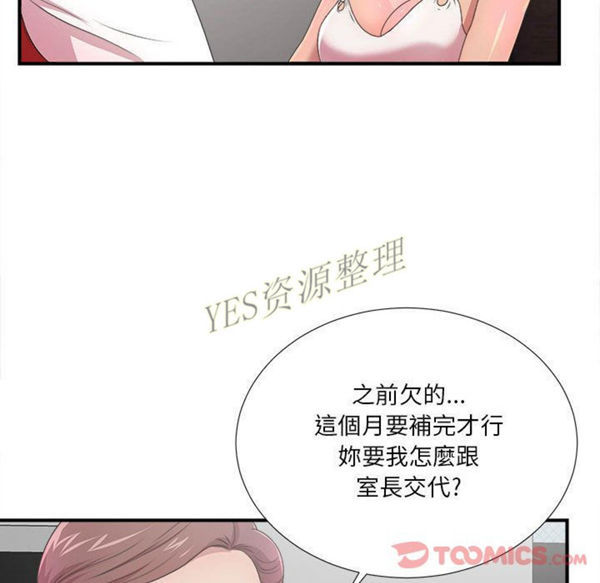 YES资源整理
之前欠的...
這個月要補完才行
妳要我怎麼跟
室長交代?
TOOMICS.COM